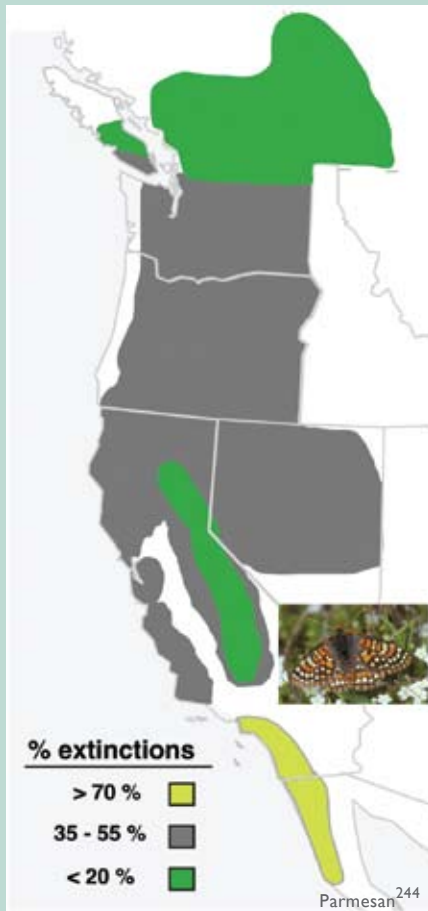 % extinctions
> 70 %
35 - 55 %
< 20 %
Parmesan244